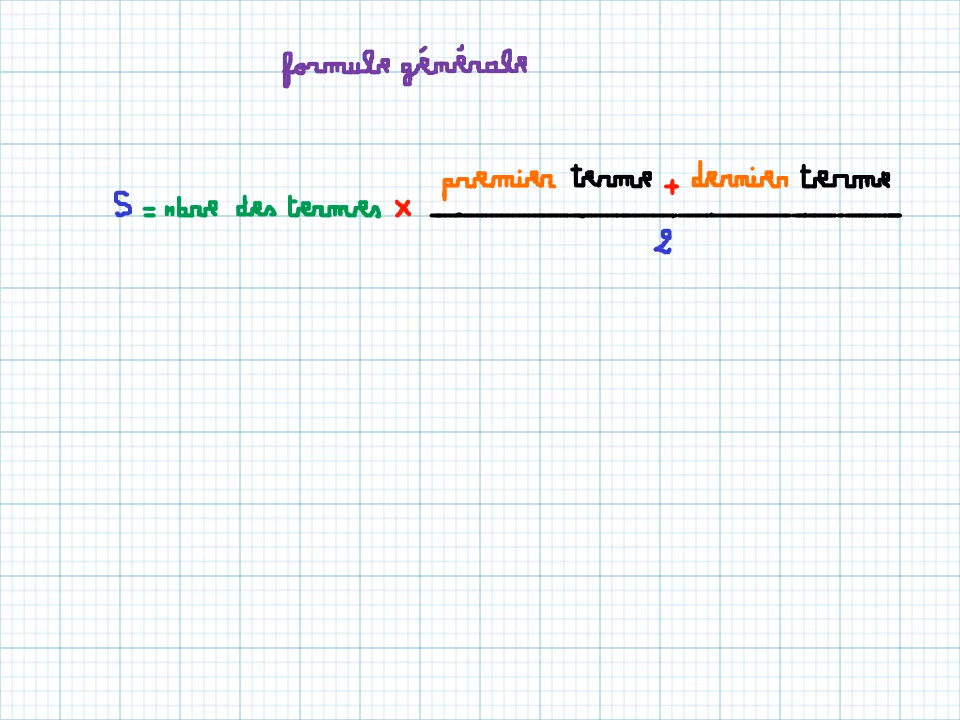 formule générale
premier terme + dernier terme
S = nbre des termes ×
2